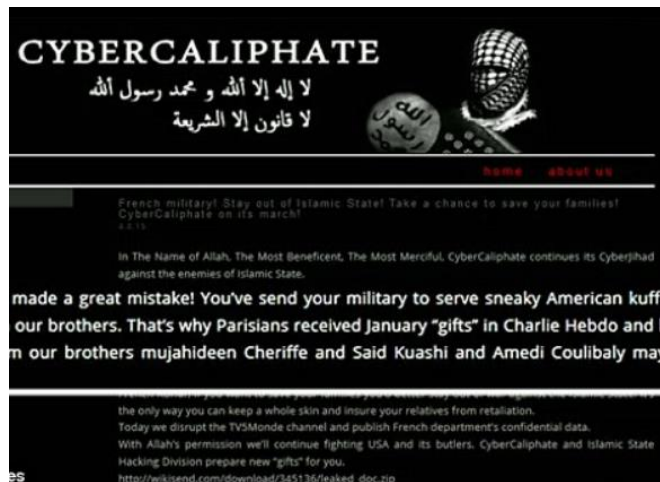 CYBERCALIPHATE
لا إله إلا الله و محمد رسول الله
لا قانون إلا الشريعة
الله
رسول
محمد
home about us
French military! Stay out of Islamic State! Take a chance to save your families!
CyberCaliphate on its march!
In The Name of Allah, The Most Beneficent, The Most Merciful, CyberCaliphate continues its CyberJihad
against the enemies of Islamic State.
made a great mistake! You've send your military to serve sneaky American kuff
our brothers. That's why Parisians received January "gifts" in Charlie Hebdo and
m our brothers mujahideen Cheriffe and Said Kuashi and Amedi Coulibaly may
the only way you can keep a whole skin and insure your relatives from retaliation.
Today we disrupt the TV5Monde channel and publish French department's confidential data.
With Allah's permission we'll continue fighting USA and its butlers. CyberCaliphate and Islamic State
Hacking Division prepare new "gifts" for you.
http://wikisend.com/download/345136/leaked_doc.zip
es